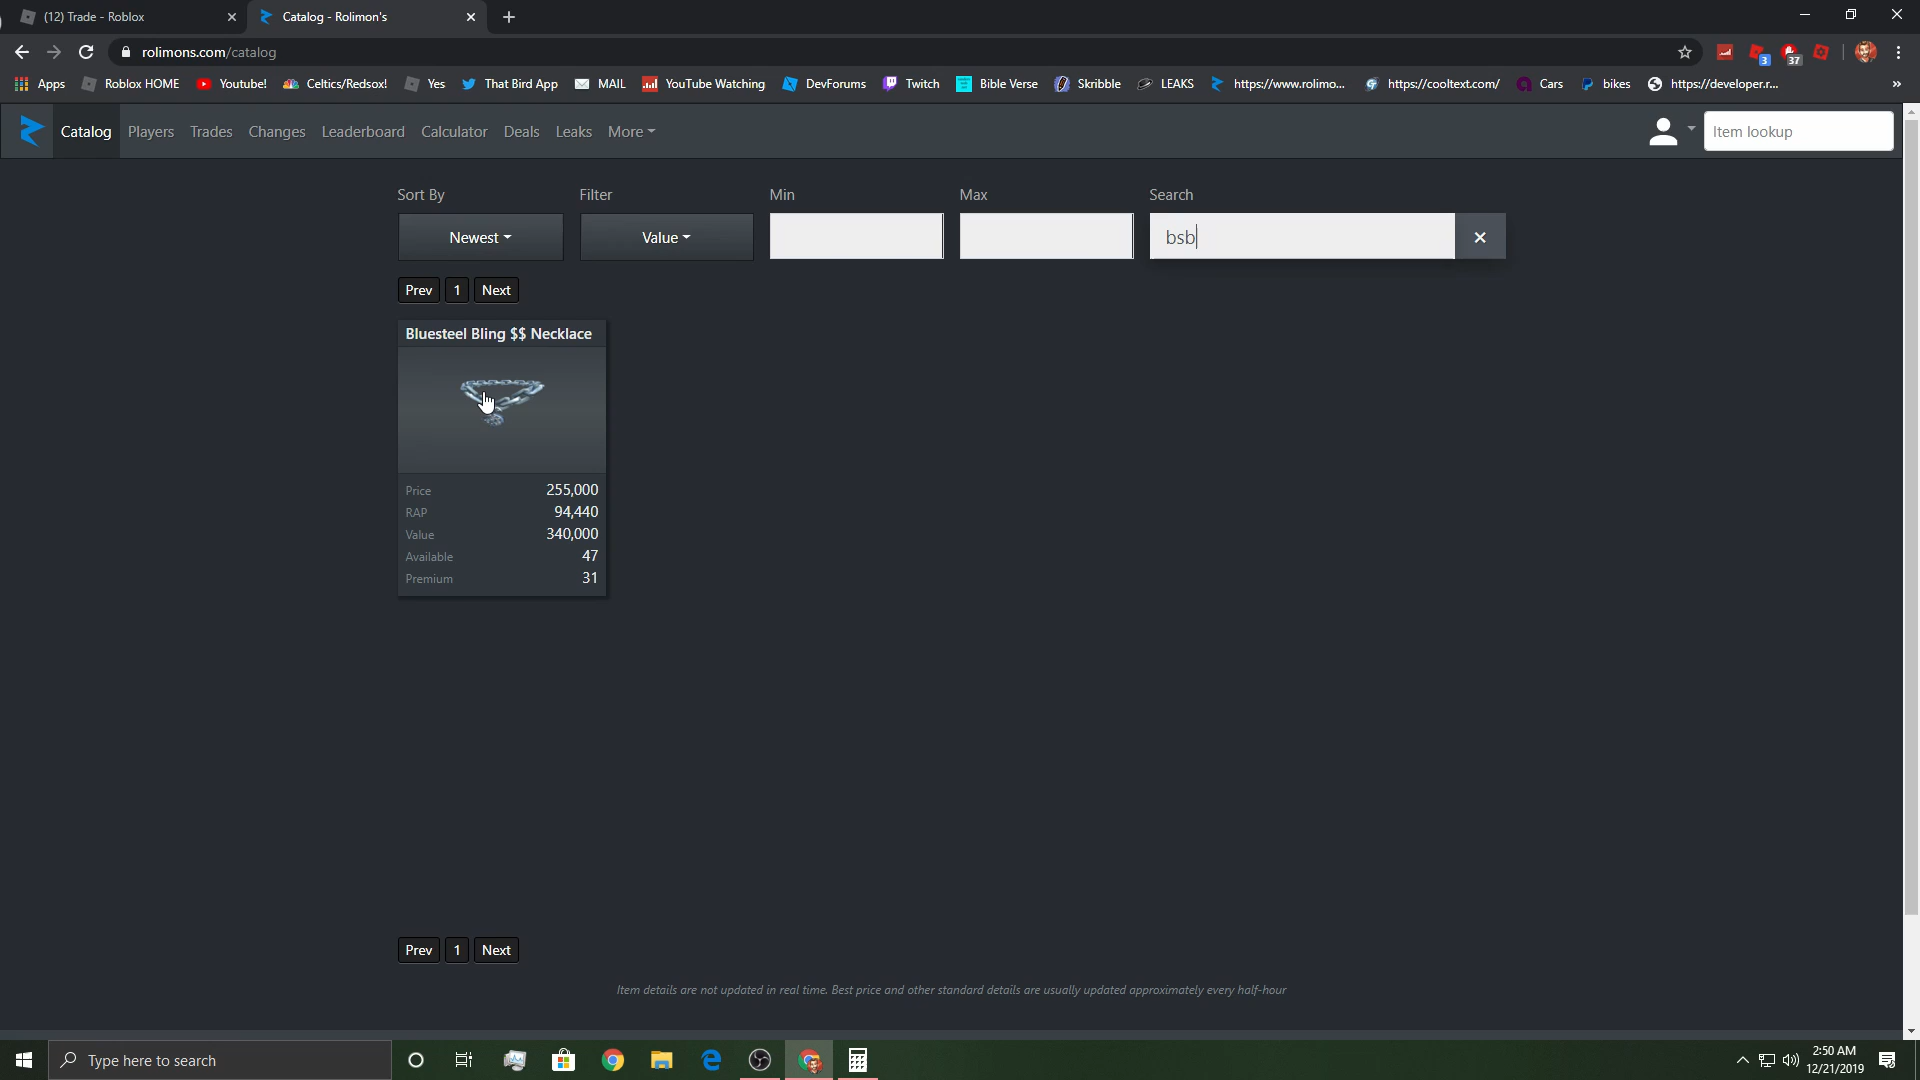 (12) Trade - Roblox
Catalog - Rolimon's
rolimons.com/catalog
3
37
Apps
Roblox HOME
Youtube!
Celtics/Redsox!
Yes
That Bird App
MAIL
YouTube Watching
DevForums
Twitch
Bible Verse
Skribble
LEAKS
https://www.rolimo...
https://cooltext.com/
Cars
bikes
https://developer.r...
»
Catalog Players Trades Changes Leaderboard Calculator Deals Leaks More
Item lookup
Sort By Filter Min Max Search
Newest Value bsb
Prev 1 Next
Bluesteel Bling $$ Necklace
Price 255,000
RAP 94,440
Value 340,000
Available 47
Premium 31
Prev 1 Next
Item details are not updated in real time. Best price and other standard details are usually updated approximately every half-hour
Type here to search
2:50 AM
12/21/2019